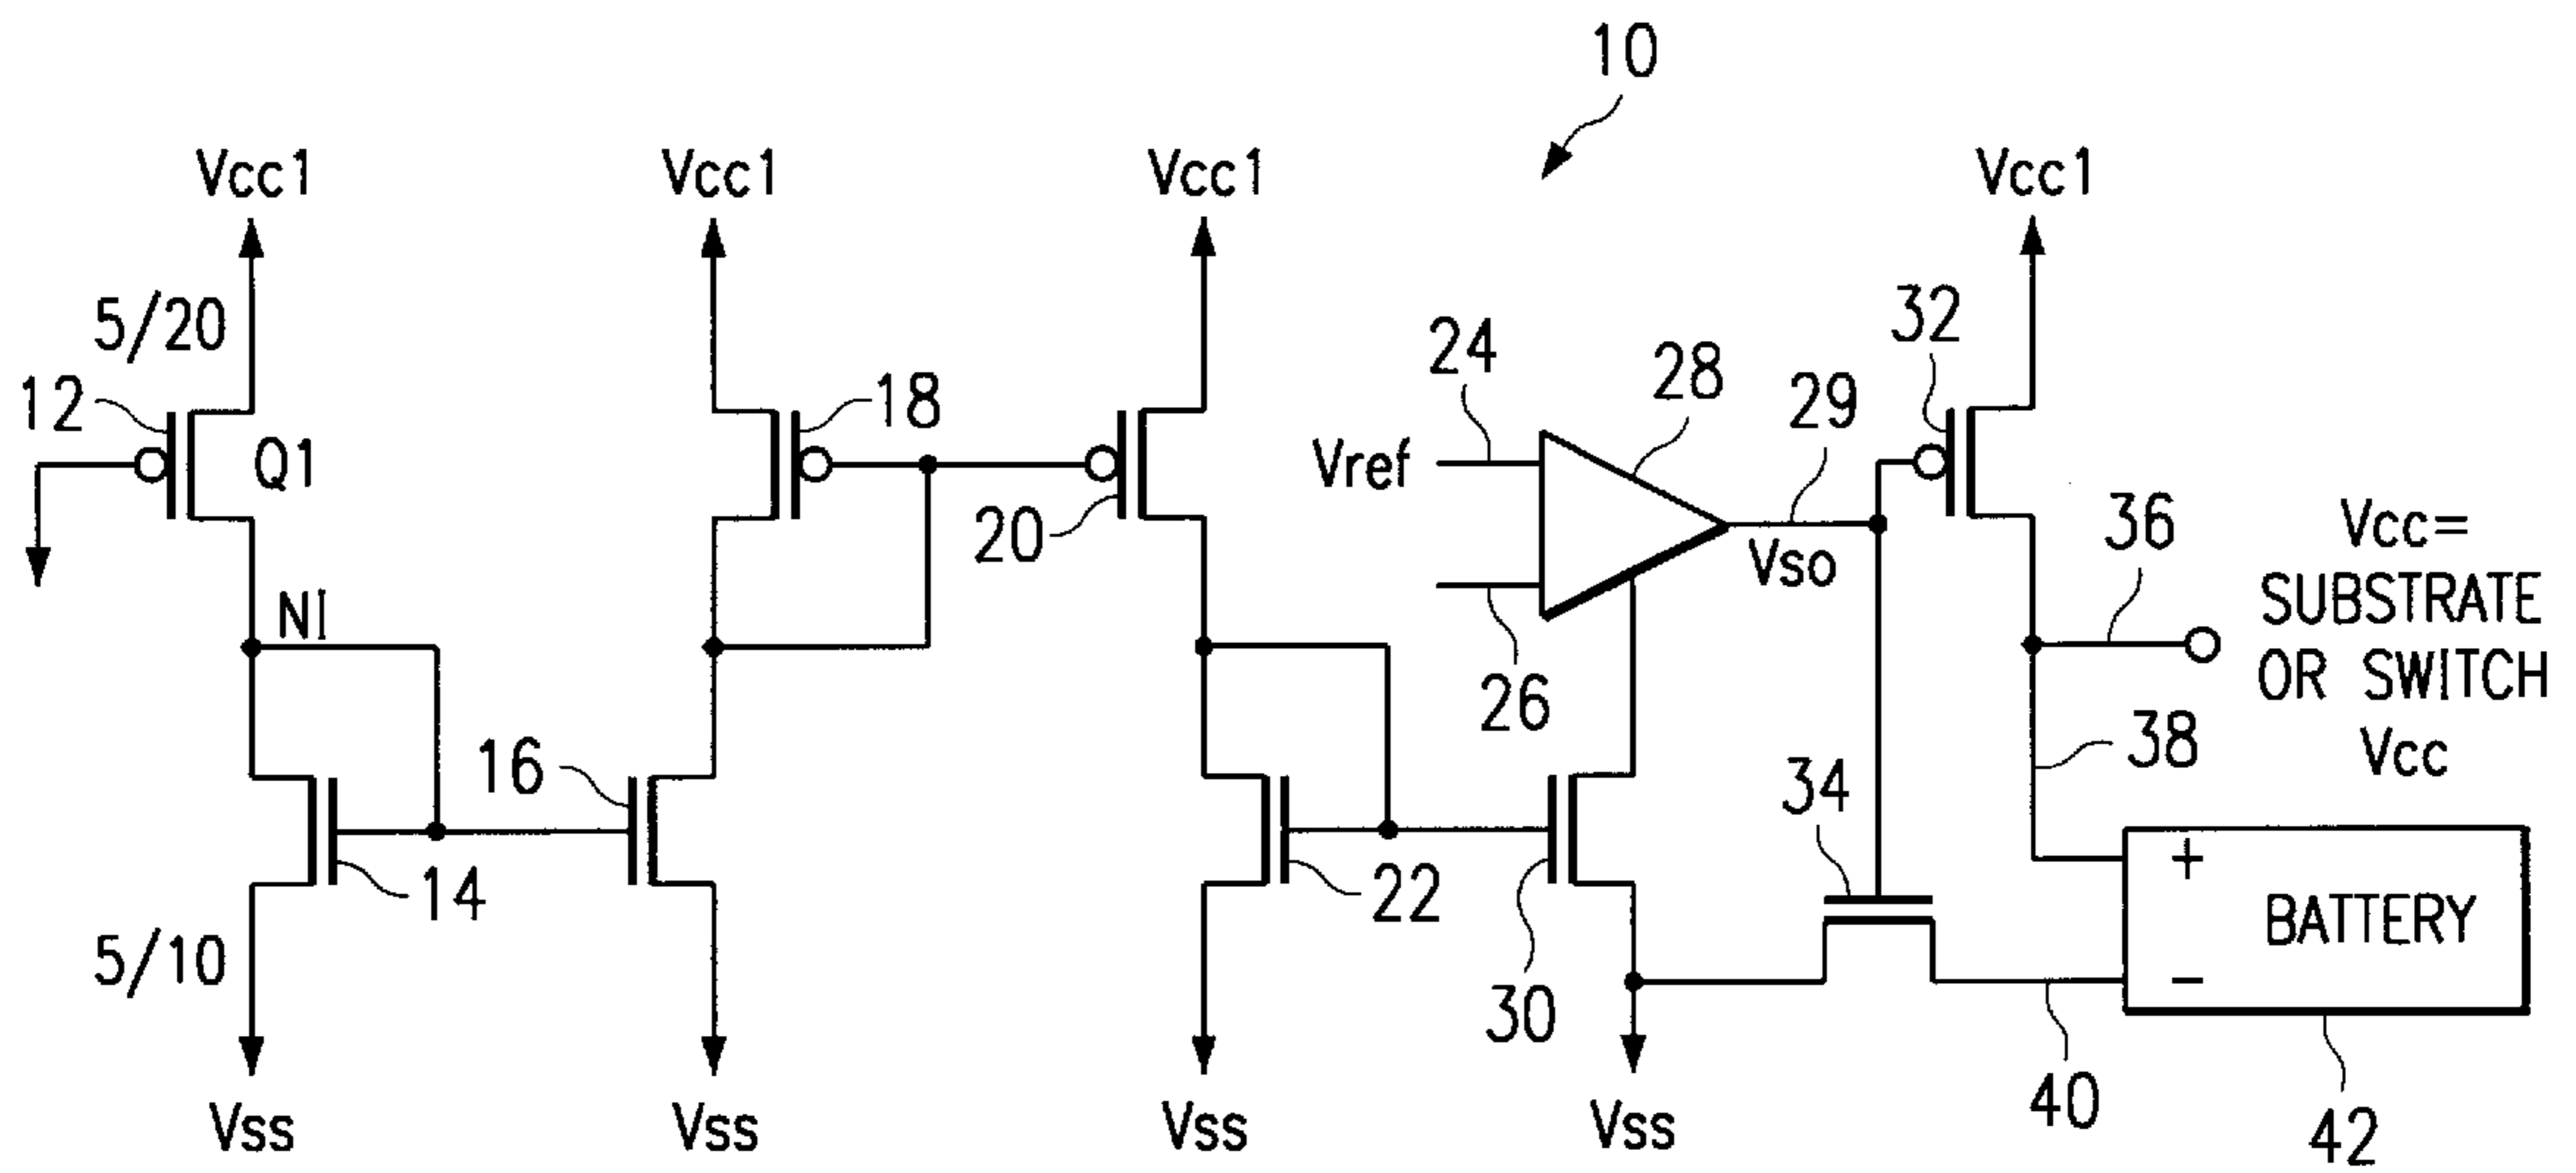 10
Vcc1
Vcc1
Vcc1
Vcc1
5/20
12
Q1
18
20
24
Vref
26
28
29
Vso
32
36
Vcc=
SUBSTRATE
OR SWITCH
Vcc
NI
16
14
5/10
22
30
34
38
+
BATTERY
−
40
42
Vss
Vss
Vss
Vss